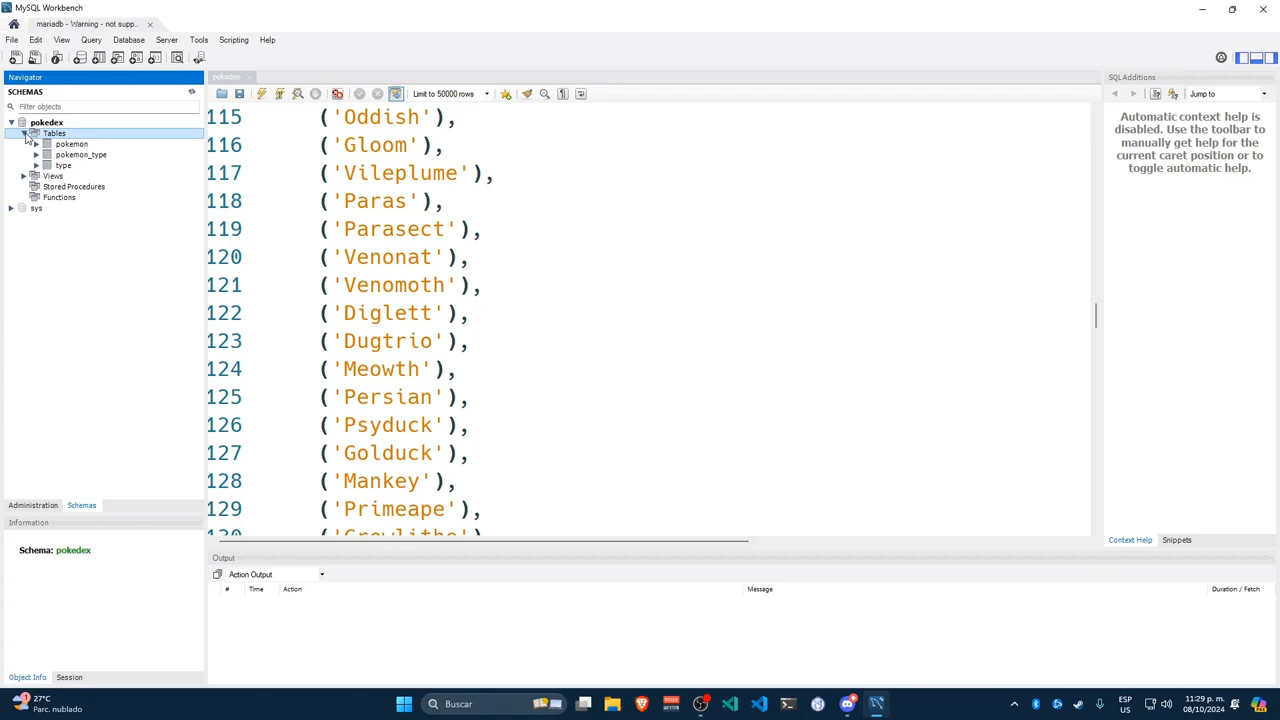 MySQL Workbench
mariadb - Warning - not supp...
File Edit View Query Database Server Tools Scripting Help
Navigator
SCHEMAS
Filter objects
pokedex
Tables
pokemon
pokemon_type
type
Views
Stored Procedures
Functions
sys
Administration Schemas
Information
Schema: pokedex
Object Info Session
pokedex
Limit to 50000 rows
115 ('Oddish'),
116 ('Gloom'),
117 ('Vileplume'),
118 ('Paras'),
119 ('Parasect'),
120 ('Venonat'),
121 ('Venomoth'),
122 ('Diglett'),
123 ('Dugtrio'),
124 ('Meowth'),
125 ('Persian'),
126 ('Psyduck'),
127 ('Golduck'),
128 ('Mankey'),
129 ('Primeape'),
130 ('Growlithe')
Output
Action Output
# Time Action Message Duration / Fetch
SQLAdditions
Jump to
Automatic context help is
disabled. Use the toolbar to
manually get help for the
current caret position or to
toggle automatic help.
Context Help Snippets
1
27°C
Parc. nublado
Buscar
ESP
US
11:29 p. m.
08/10/2024